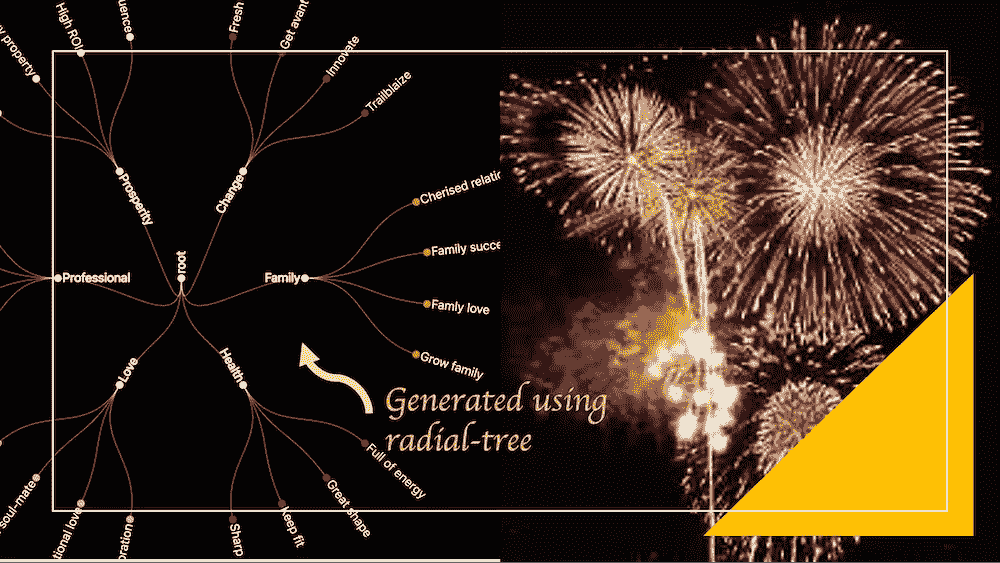 uence
High ROI
y property
Fresh
Get avant
Innovate
Trailblaize
Prosperity
Change
Cherised relatio
Family succe
Professional
root
Family
Famly love
Grow family
Love
Health
Generated using
radial-tree
Full of energy
Great shape
Keep fit
Sharp
soul-mate
tional love
oration